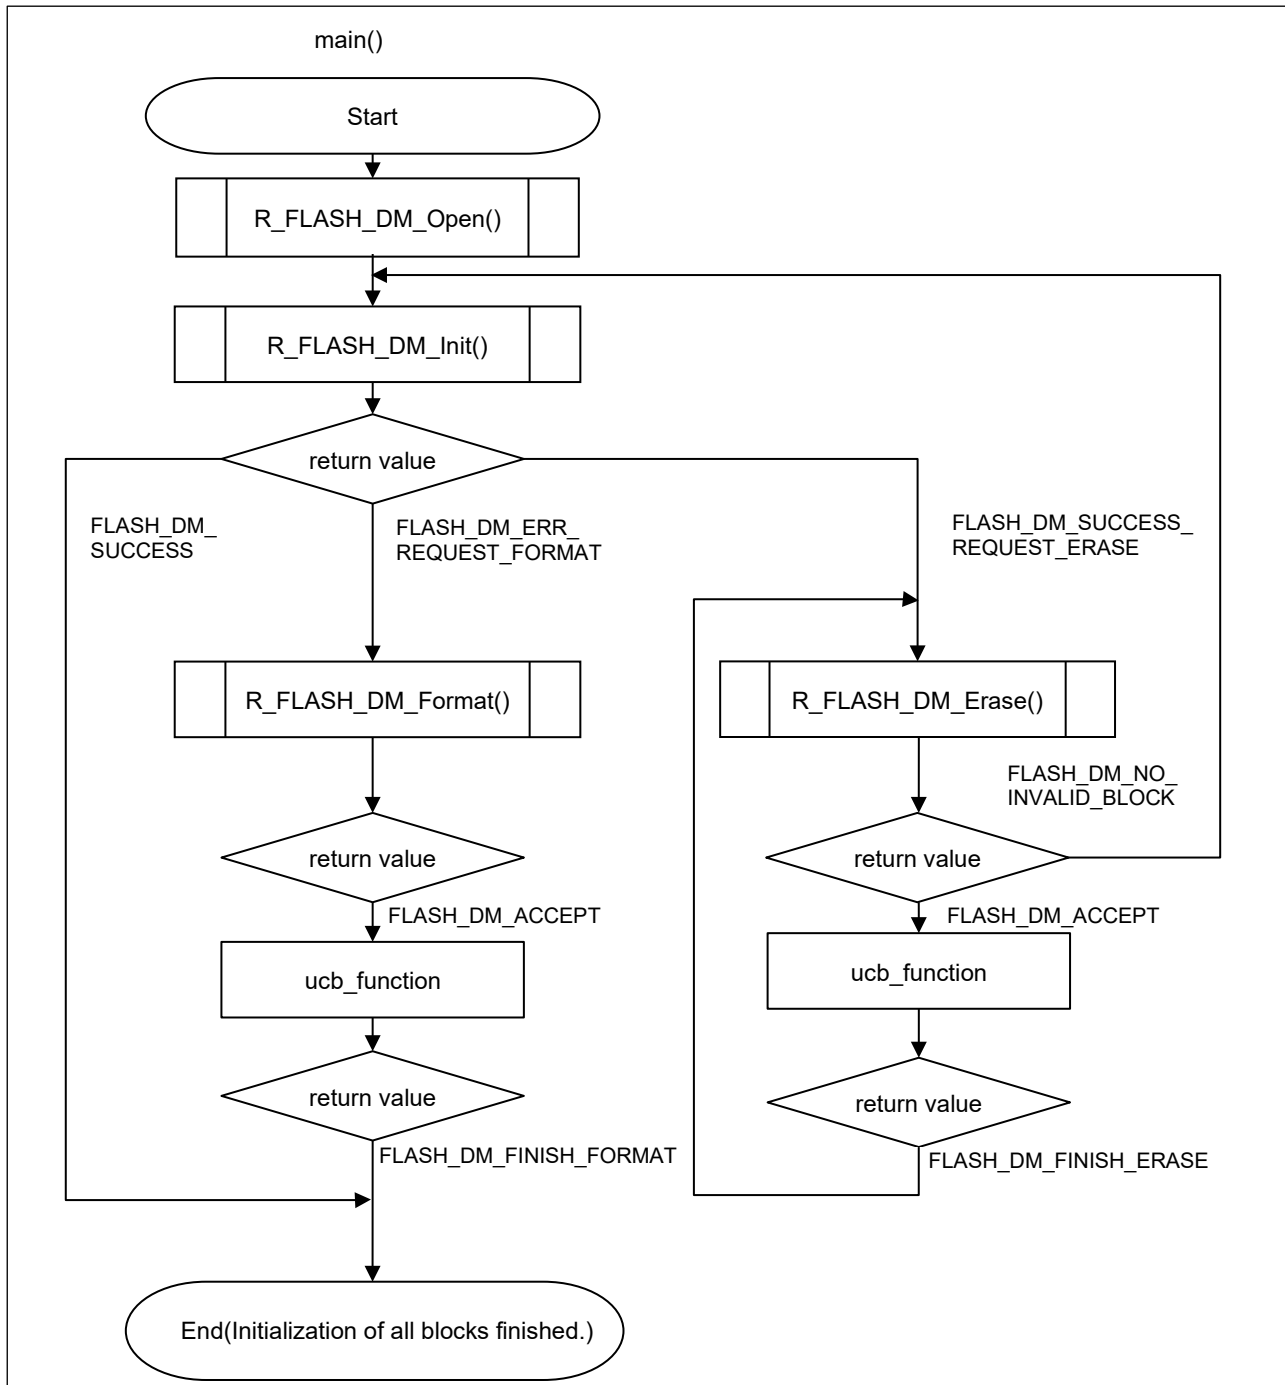 main()
Start
R_FLASH_DM_Open()
R_FLASH_DM_Init()
return value
FLASH_DM_
SUCCESS
FLASH_DM_ERR_
REQUEST_FORMAT
FLASH_DM_SUCCESS_
REQUEST_ERASE
R_FLASH_DM_Format()
R_FLASH_DM_Erase()
FLASH_DM_NO_
INVALID_BLOCK
return value
return value
FLASH_DM_ACCEPT
FLASH_DM_ACCEPT
ucb_function
ucb_function
return value
return value
FLASH_DM_FINISH_FORMAT
FLASH_DM_FINISH_ERASE
End(Initialization of all blocks finished.)